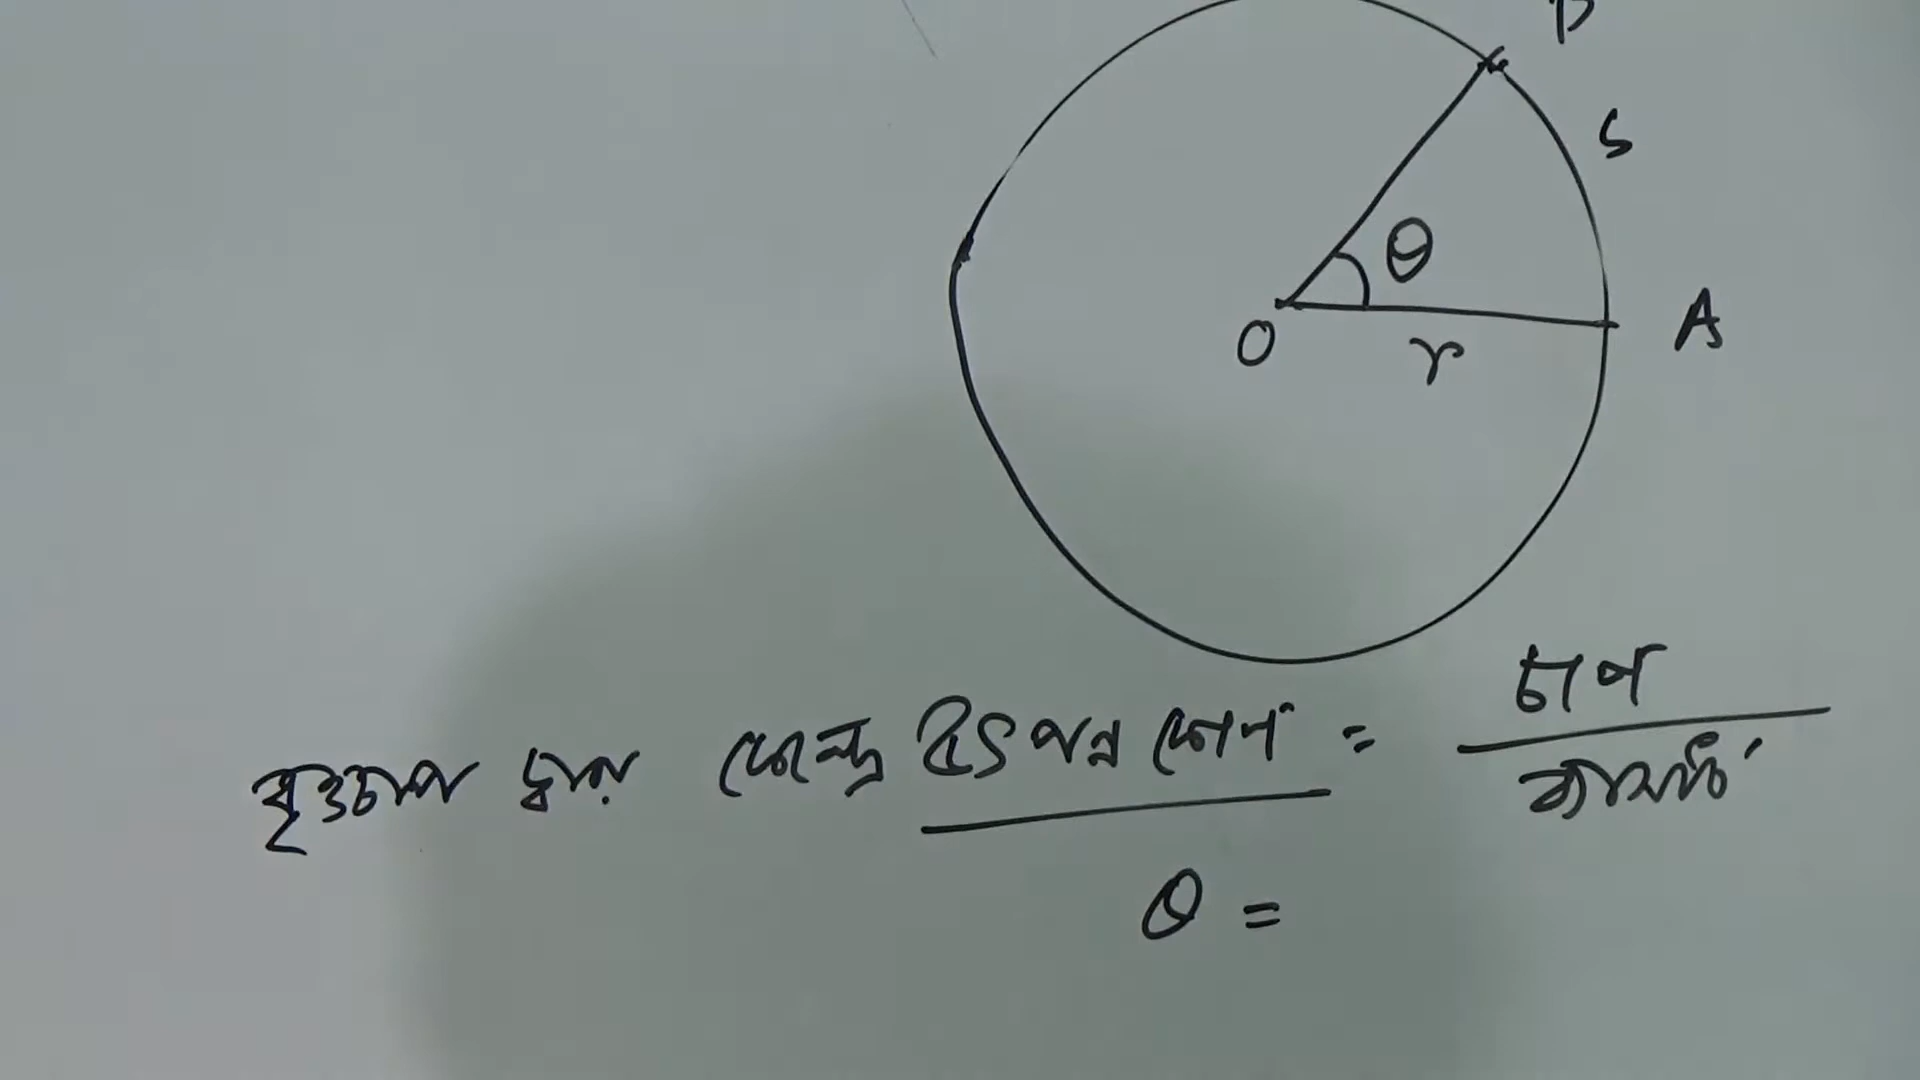 S
θ
O
r
A
বৃত্তচাপ দ্বারা কেন্দ্রে উৎপন্ন কোণ = চাপ / ব্যাসার্ধ
θ =